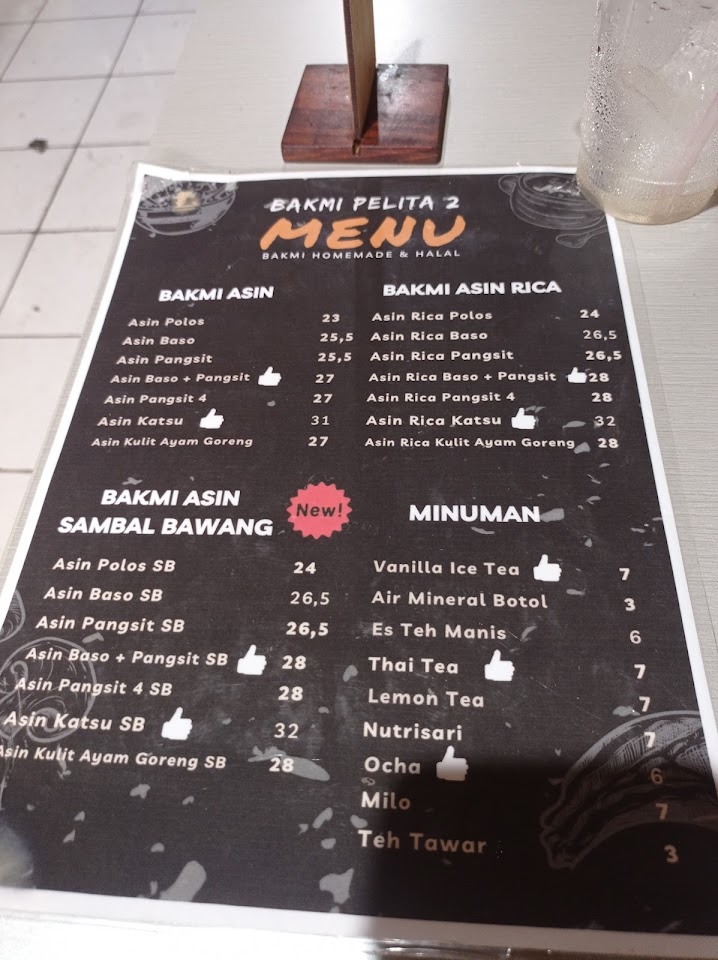 BAKMI PELITA 2
MENU
BAKMI HOMEMADE & HALAL
BAKMI ASIN
Asin Polos 23
Asin Baso 25,5
Asin Pangsit 25,5
Asin Baso + Pangsit 27
Asin Pangsit 4 27
Asin Katsu 31
Asin Kulit Ayam Goreng 27
BAKMI ASIN RICA
Asin Rica Polos 24
Asin Rica Baso 26,5
Asin Rica Pangsit 26,5
Asin Rica Baso + Pangsit 28
Asin Rica Pangsit 4 28
Asin Rica Katsu 32
Asin Rica Kulit Ayam Goreng 28
BAKMI ASIN
SAMBAL BAWANG
New!
Asin Polos SB 24
Asin Baso SB 26,5
Asin Pangsit SB 26,5
Asin Baso + Pangsit SB 28
Asin Pangsit 4 SB 28
Asin Katsu SB 32
Asin Kulit Ayam Goreng SB 28
MINUMAN
Vanilla Ice Tea 7
Air Mineral Botol 3
Es Teh Manis 6
Thai Tea 7
Lemon Tea 7
Nutrisari 7
Ocha 6
Milo 7
Teh Tawar 3